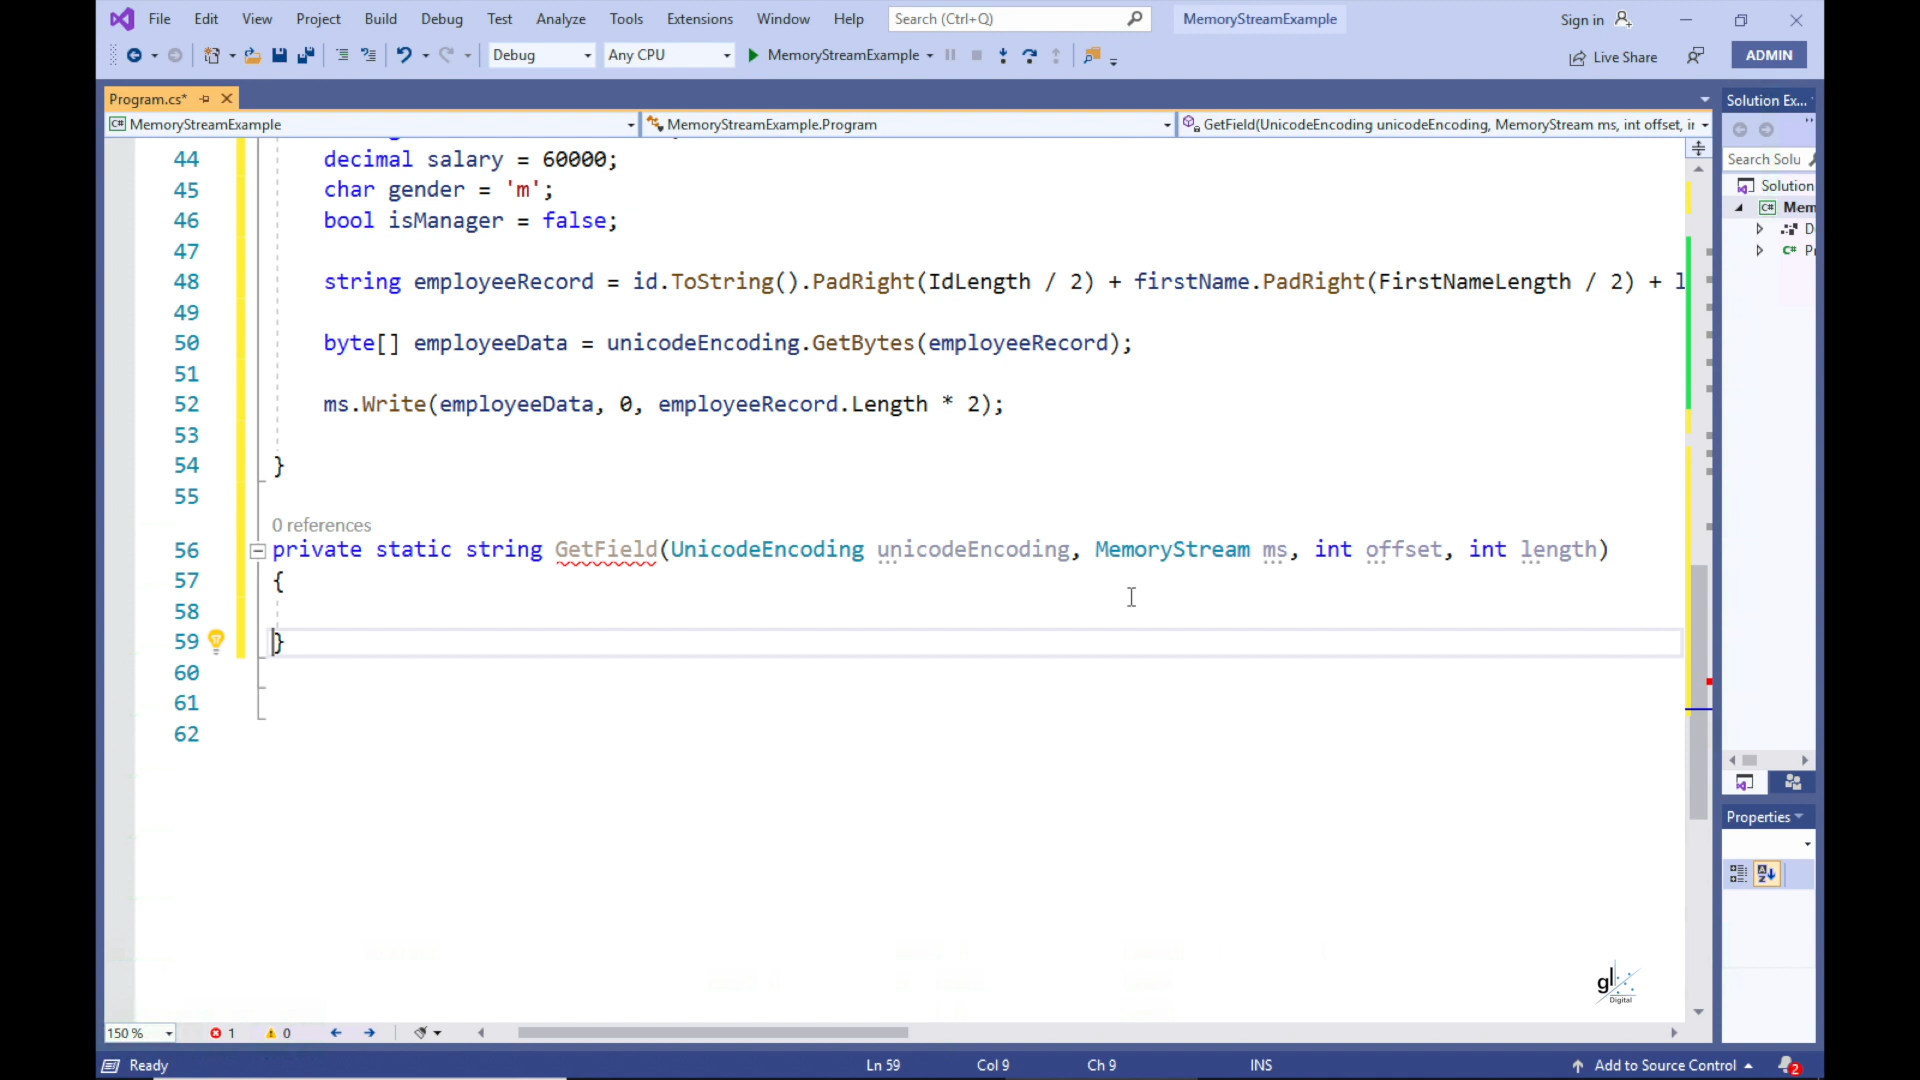 File Edit View Project Build Debug Test Analyze Tools Extensions Window Help Search (Ctrl+Q) MemoryStreamExample Sign in
Debug Any CPU MemoryStreamExample Live Share ADMIN
Program.cs* Solution Ex...
C# MemoryStreamExample MemoryStreamExample.Program GetField(UnicodeEncoding unicodeEncoding, MemoryStream ms, int offset, ir
Search Solu
Solution
C# Mem
D
C# Pr
44 decimal salary = 60000;
45 char gender = 'm';
46 bool isManager = false;
47
48 string employeeRecord = id.ToString().PadRight(IdLength / 2) + firstName.PadRight(FirstNameLength / 2) + l
49
50 byte[] employeeData = unicodeEncoding.GetBytes(employeeRecord);
51
52 ms.Write(employeeData, 0, employeeRecord.Length * 2);
53
54 }
55
0 references
56 private static string GetField(UnicodeEncoding unicodeEncoding, MemoryStream ms, int offset, int length)
57 {
58
59 }
60
61
62
Properties
gl
Digital
150 % 1 0
Ready Ln 59 Col 9 Ch 9 INS Add to Source Control 2